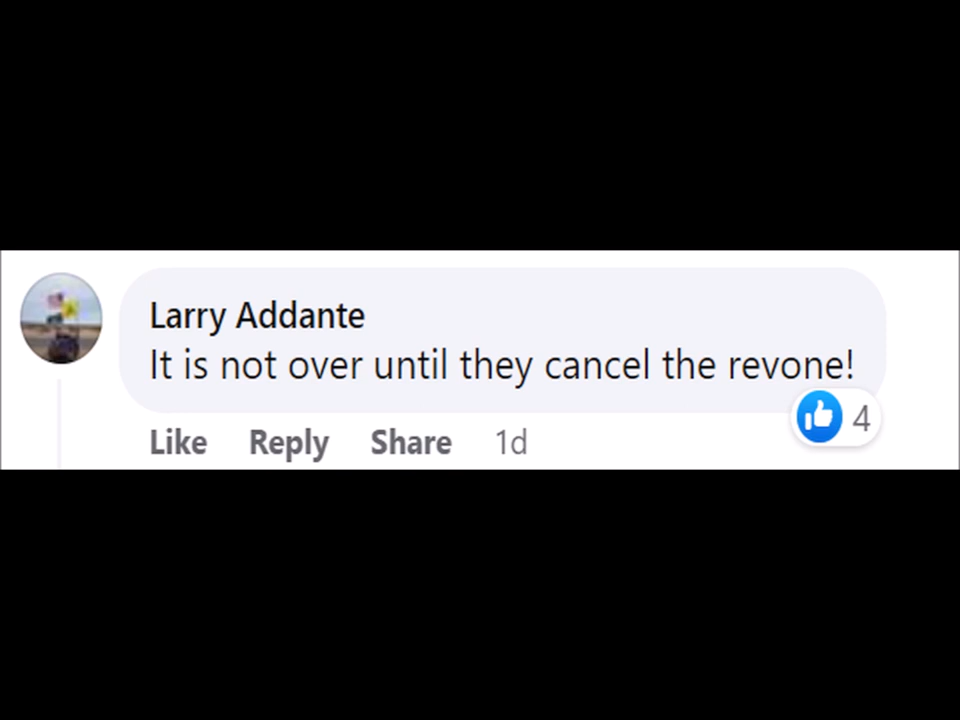 Larry Addante
It is not over until they cancel the revone!
4
Like Reply Share 1d